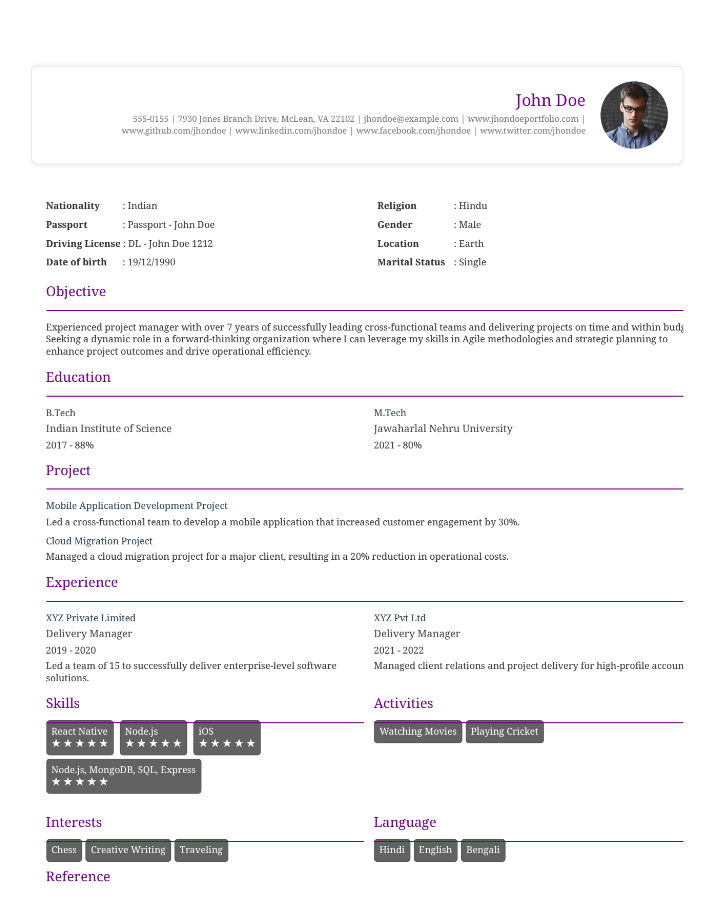 John Doe
555-0155 | 7930 Jones Branch Drive, McLean, VA 22102 | jhondoe@example.com | www.jhondoeportfolio.com |
www.github.com/jhondoe | www.linkedin.com/jhondoe | www.facebook.com/jhondoe | www.twitter.com/jhondoe
Nationality : Indian
Passport : Passport - John Doe
Driving License : DL - John Doe 1212
Date of birth : 19/12/1990
Religion : Hindu
Gender : Male
Location : Earth
Marital Status : Single
Objective
Experienced project manager with over 7 years of successfully leading cross-functional teams and delivering projects on time and within
Seeking a dynamic role in a forward-thinking organization where I can leverage my skills in Agile methodologies and strategic planning to
enhance project outcomes and drive operational efficiency.
Education
B.Tech
Indian Institute of Science
2017 - 88%
M.Tech
Jawaharlal Nehru University
2021 - 80%
Project
Mobile Application Development Project
Led a cross-functional team to develop a mobile application that increased customer engagement by 30%.
Cloud Migration Project
Managed a cloud migration project for a major client, resulting in a 20% reduction in operational costs.
Experience
XYZ Private Limited
Delivery Manager
2019 - 2020
Led a team of 15 to successfully deliver enterprise-level software
solutions.
XYZ Pvt Ltd
Delivery Manager
2021 - 2022
Managed client relations and project delivery for high-profile accoun
Skills
React Native
★★★★★
Node.js
★★★★★
iOS
★★★★★
Node.js, MongoDB, SQL, Express
★★★★★
Activities
Watching Movies
Playing Cricket
Interests
Chess
Creative Writing
Traveling
Language
Hindi
English
Bengali
Reference